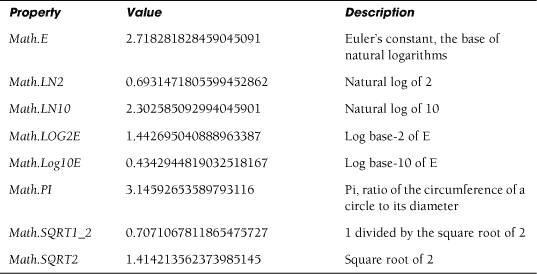 Property Value Description
Math.E 2.718281828459045091 Euler's constant, the base of
natural logarithms
Math.LN2 0.6931471805599452862 Natural log of 2
Math.LN10 2.302585092994045901 Natural log of 10
Math.LOG2E 1.442695040888963387 Log base-2 of E
Math.Log10E 0.4342944819032518167 Log base-10 of E
Math.PI 3.14592653589793116 Pi, ratio of the circumference of a
circle to its diameter
Math.SQRT1_2 0.7071067811865475727 1 divided by the square root of 2
Math.SQRT2 1.414213562373985145 Square root of 2